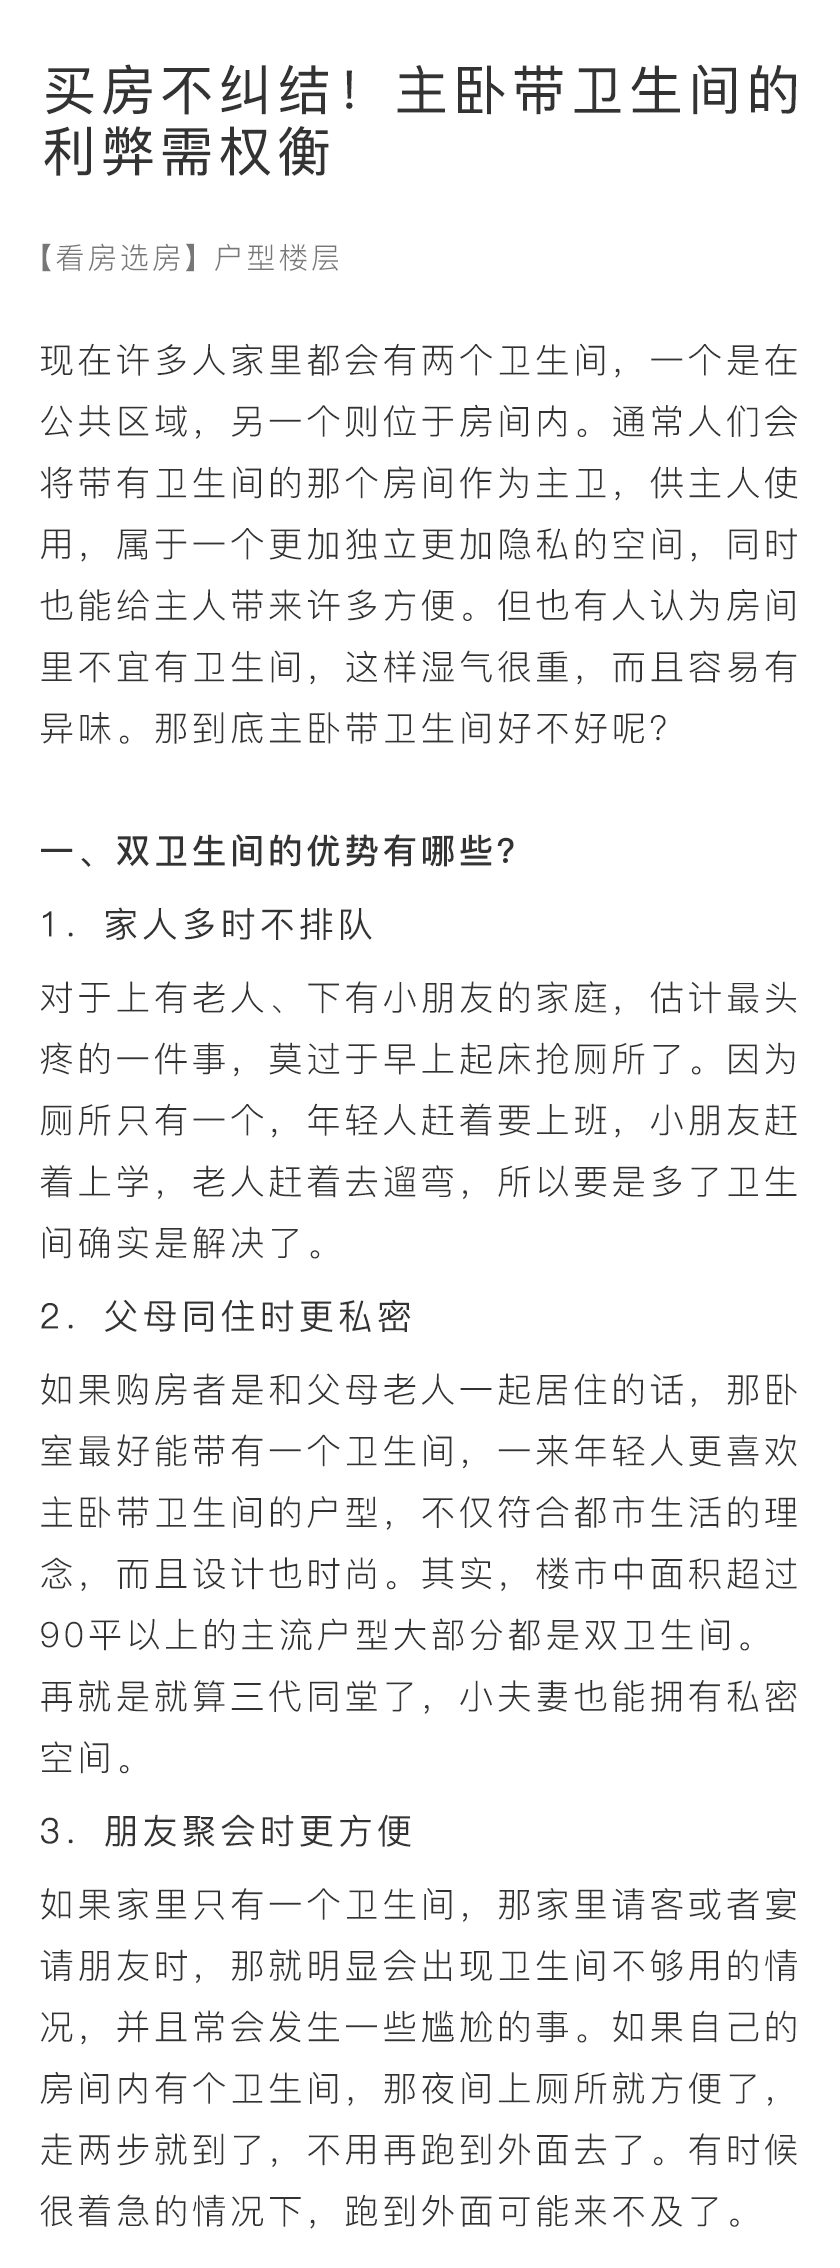 买房不纠结！主卧带卫生间的
利弊需权衡
【看房选房】户型楼层
现在许多人家里都会有两个卫生间，一个是在
公共区域，另一个则位于房间内。通常人们会
将带有卫生间的那个房间作为主卫，供主人使
用，属于一个更加独立更加隐私的空间，同时
也能给主人带来许多方便。但也有人认为房间
里不宜有卫生间，这样湿气很重，而且容易有
异味。那到底主卧带卫生间好不好呢？
一、双卫生间的优势有哪些？
1．家人多时不排队
对于上有老人、下有小朋友的家庭，估计最头
疼的一件事，莫过于早上起床抢厕所了。因为
厕所只有一个，年轻人赶着要上班，小朋友赶
着上学，老人赶着去遛弯，所以要是多了卫生
间确实是解决了。
2．父母同住时更私密
如果购房者是和父母老人一起居住的话，那卧
室最好能带有一个卫生间，一来年轻人更喜欢
主卧带卫生间的户型，不仅符合都市生活的理
念，而且设计也时尚。其实，楼市中面积超过
90平以上的主流户型大部分都是双卫生间。
再就是就算三代同堂了，小夫妻也能拥有私密
空间。
3．朋友聚会时更方便
如果家里只有一个卫生间，那家里请客或者宴
请朋友时，那就明显会出现卫生间不够用的情
况，并且常会发生一些尴尬的事。如果自己的
房间内有个卫生间，那夜间上厕所就方便了，
走两步就到了，不用再跑到外面去了。有时候
很着急的情况下，跑到外面可能来不及了。